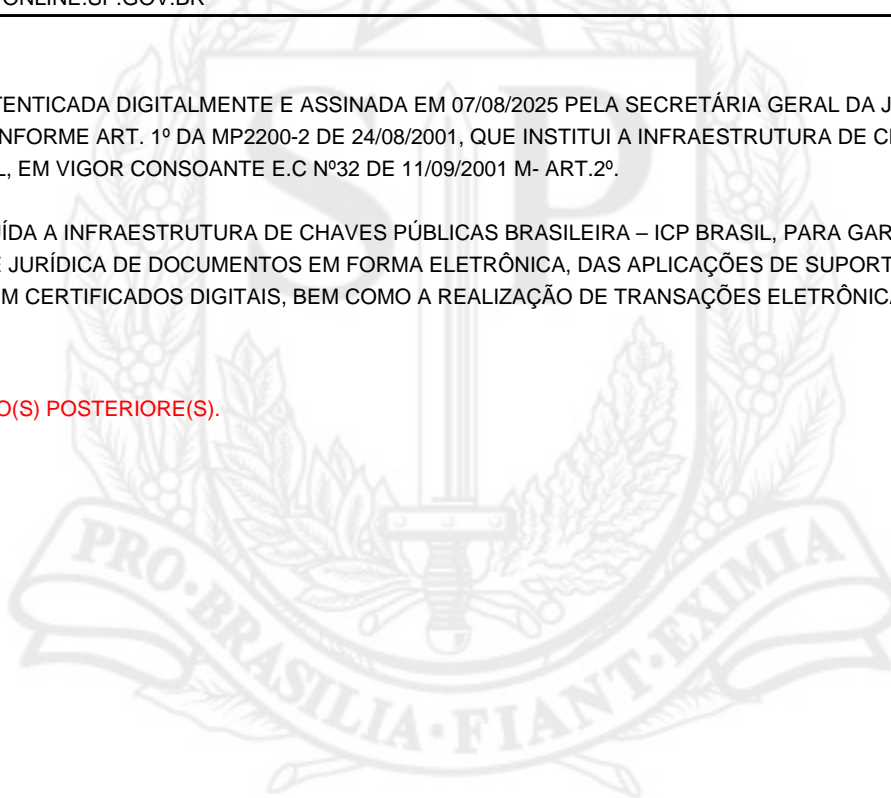 ONLINE.SP.GOV.BR
TENTICADA DIGITALMENTE E ASSINADA EM 07/08/2025 PELA SECRETÁRIA GERAL DA J
NFORME ART. 1º DA MP2200-2 DE 24/08/2001, QUE INSTITUI A INFRAESTRUTURA DE C
L, EM VIGOR CONSOANTE E.C Nº32 DE 11/09/2001 M- ART.2º.
UÍDA A INFRAESTRUTURA DE CHAVES PÚBLICAS BRASILEIRA – ICP BRASIL, PARA GAR
E JURÍDICA DE DOCUMENTOS EM FORMA ELETRÔNICA, DAS APLICAÇÕES DE SUPORT
M CERTIFICADOS DIGITAIS, BEM COMO A REALIZAÇÃO DE TRANSAÇÕES ELETRÔNICA
O(S) POSTERIORE(S).
SP
PRO·BRASILIA·FIANT·EXIMIA